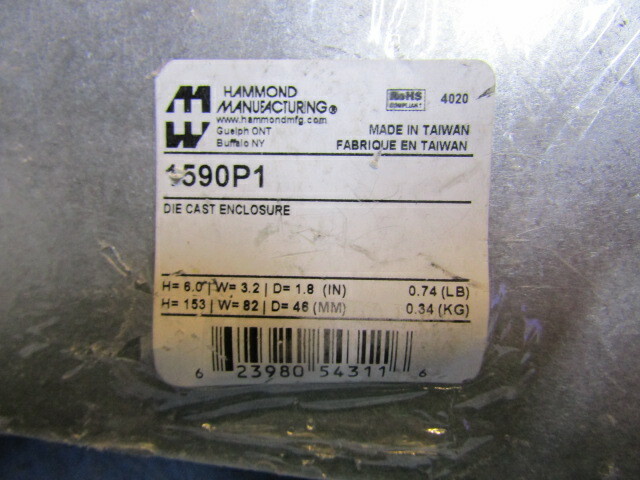 HAMMOND
MANUFACTURING®
www.hammondmfg.com
Guelph ONT
Buffalo NY
RoHS
COMPLIANT
4020
MADE IN TAIWAN
FABRIQUE EN TAIWAN
1590P1
DIE CAST ENCLOSURE
H= 6.0 | W= 3.2 | D= 1.8 (IN) 0.74 (LB)
H= 153 | W= 82 | D= 46 (MM) 0.34 (KG)
6 23980 54311 6